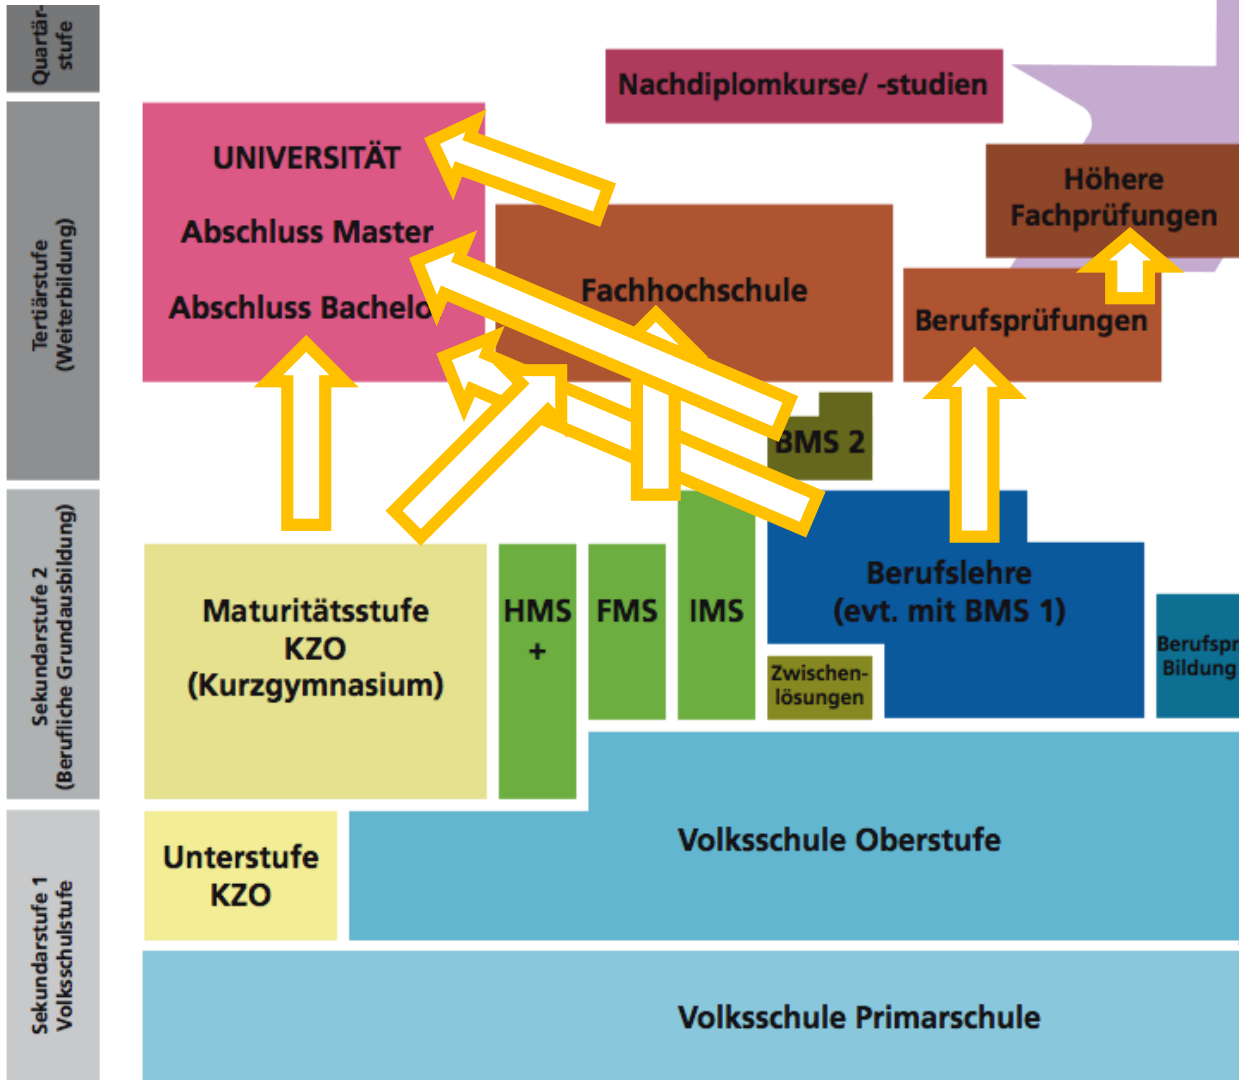 Quartär-
stufe
Nachdiplomkurse/ -studien
Tertiärstufe
(Weiterbildung)
UNIVERSITÄT
Abschluss Master
Abschluss Bachelo
Fachhochschule
Höhere
Fachprüfungen
Berufsprüfungen
BMS 2
Sekundarstufe 2
(Berufliche Grundausbildung)
Maturitätsstufe
KZO
(Kurzgymnasium)
HMS
+
FMS
IMS
Berufslehre
(evt. mit BMS 1)
Zwischen-
lösungen
Berufspr
Bildung
Sekundarstufe 1
Volksschulstufe
Unterstufe
KZO
Volksschule Oberstufe
Volksschule Primarschule